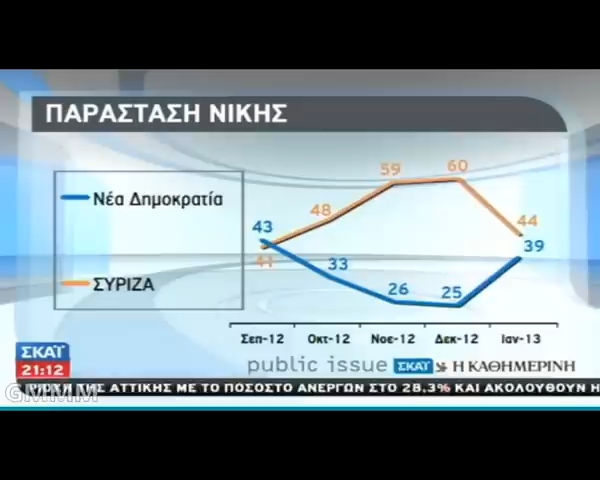 ΠΑΡΑΣΤΑΣΗ ΝΙΚΗΣ
Νέα Δημοκρατία
ΣΥΡΙΖΑ
43 48 59 60 44
41 33 26 25 39
Σεπ-12 Οκτ-12 Νοε-12 Δεκ-12 Ιαν-13
public issue ΣΚΑΪ Η ΚΑΘΗΜΕΡΙΝΗ
ΣΚΑΪ
21:12
ΤΗΣ ΑΤΤΙΚΗΣ ΜΕ ΤΟ ΠΟΣΟΣΤΟ ΑΝΕΡΓΩΝ ΣΤΟ 28,3% ΚΑΙ ΑΚΟΛΟΥΘΟΥΝ Η
GMMM